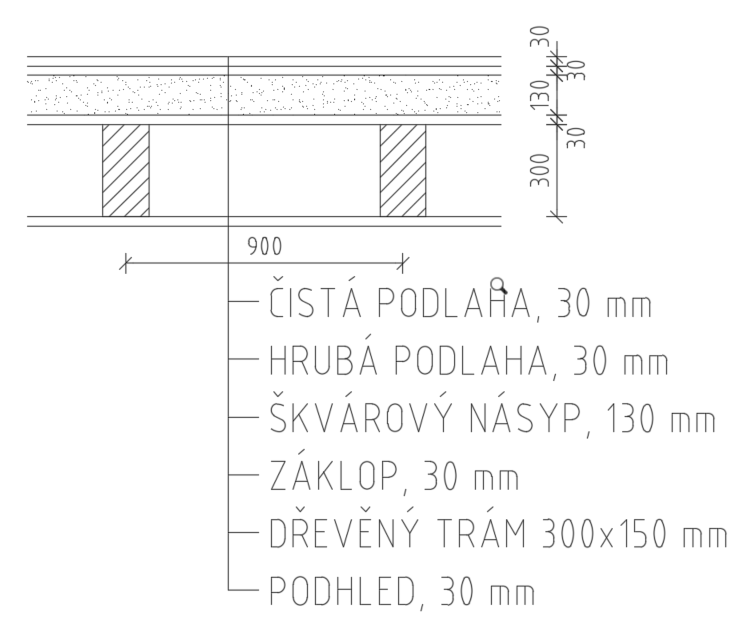 30
30
130
30
300
900
ČISTÁ PODLAHA, 30 mm
HRUBÁ PODLAHA, 30 mm
ŠKVÁROVÝ NÁSYP, 130 mm
ZÁKLOP, 30 mm
DŘEVĚNÝ TRÁM 300x150 mm
PODHLED, 30 mm